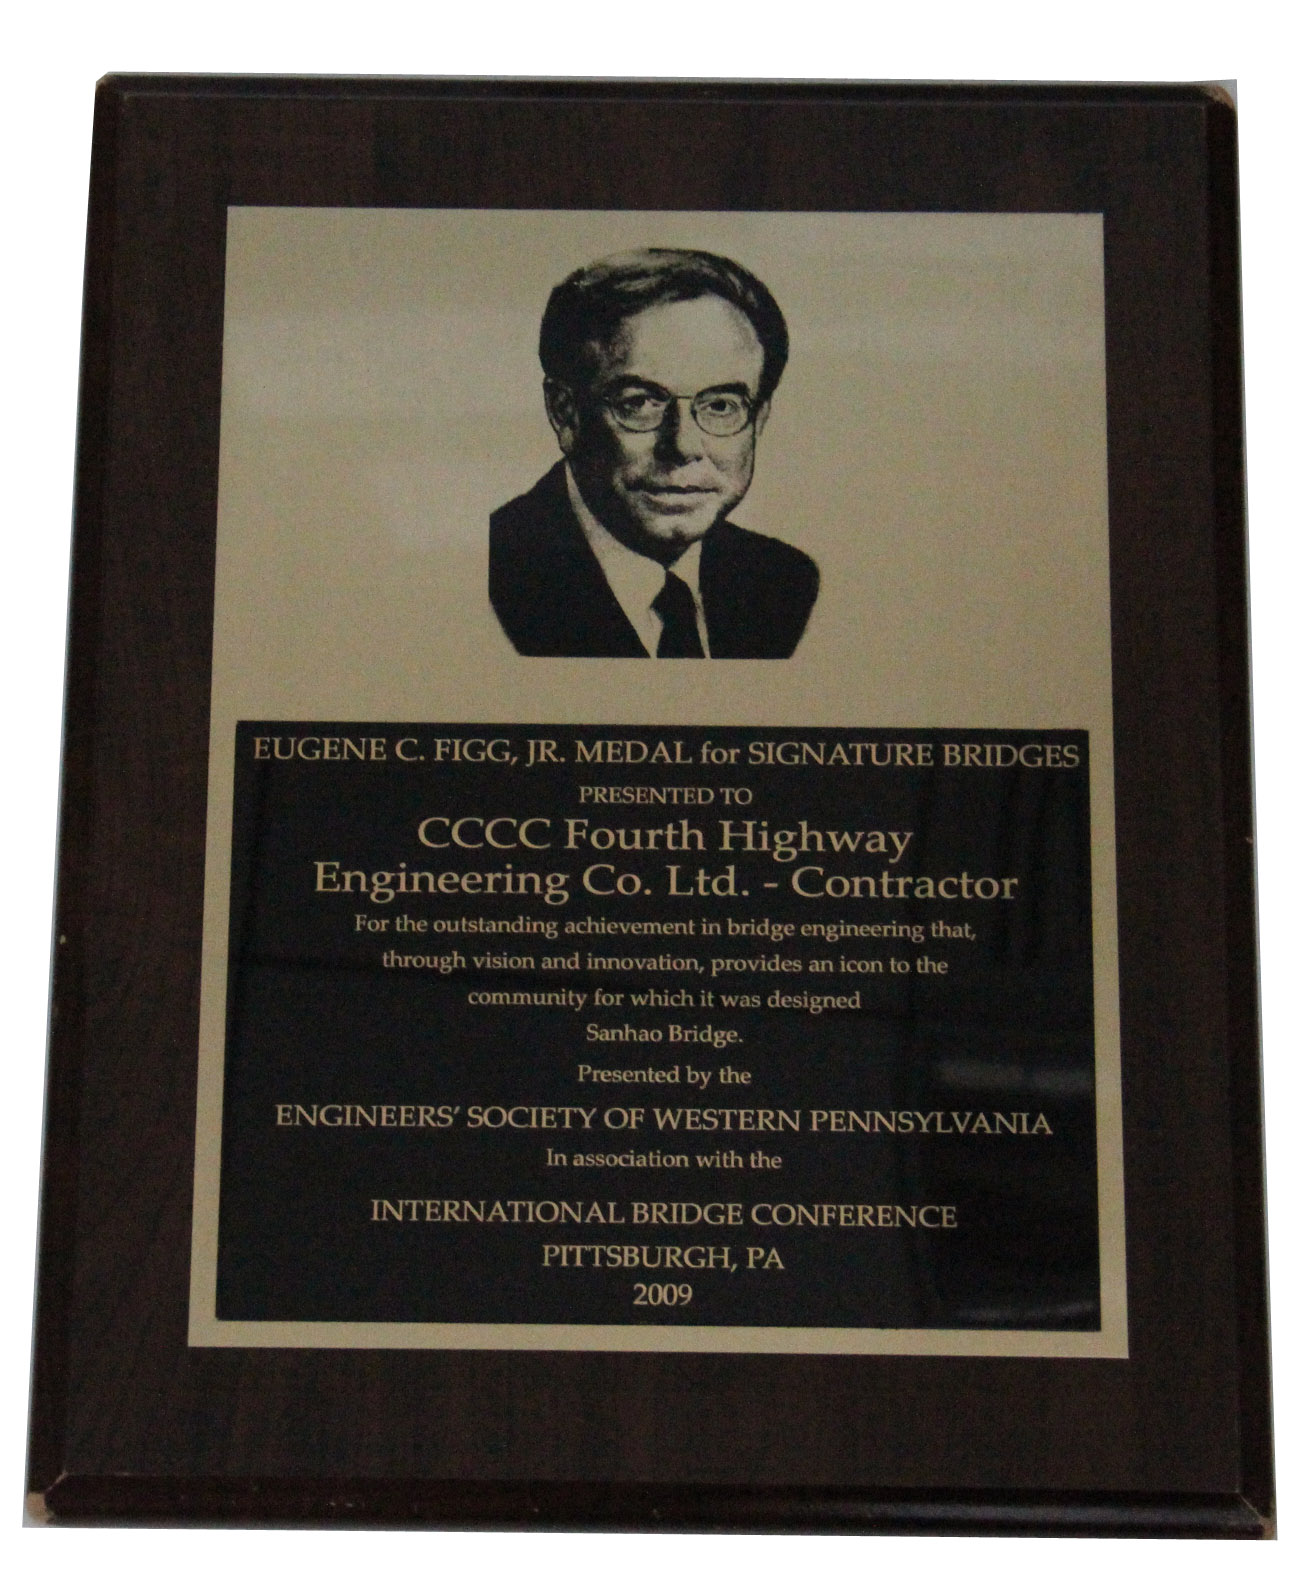 EUGENE C. FIGG, JR. MEDAL for SIGNATURE BRIDGES
PRESENTED TO
CCCC Fourth Highway
Engineering Co. Ltd. - Contractor
For the outstanding achievement in bridge engineering that,
through vision and innovation, provides an icon to the
community for which it was designed
Sanhao Bridge.
Presented by the
ENGINEERS' SOCIETY OF WESTERN PENNSYLVANIA
In association with the
INTERNATIONAL BRIDGE CONFERENCE
PITTSBURGH, PA
2009